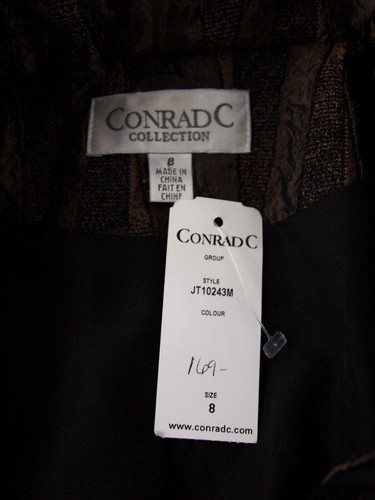 CONRAD C
COLLECTION
8
MADE IN
CHINA
FAIT EN
CHINE
CONRAD C
GROUP
STYLE
JT10243M
COLOUR
169-
SIZE
8
www.conradc.com